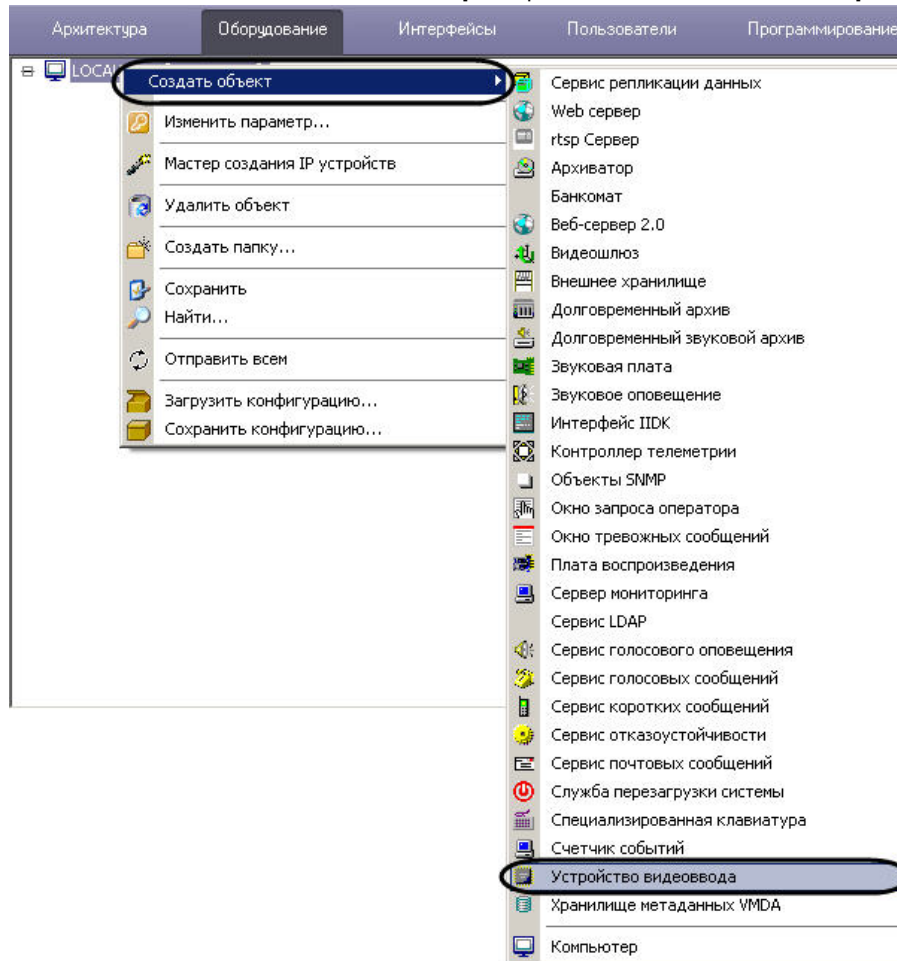 Архитектура Оборудование Интерфейсы Пользователи Программирование
LOCAL
Создать объект
Изменить параметр...
Мастер создания IP устройств
Удалить объект
Создать папку...
Сохранить
Найти...
Отправить всем
Загрузить конфигурацию...
Сохранить конфигурацию...
Сервис репликации данных
Web сервер
rtsp Сервер
Архиватор
Банкомат
Веб-сервер 2.0
Видеошлюз
Внешнее хранилище
Долговременный архив
Долговременный звуковой архив
Звуковая плата
Звуковое оповещение
Интерфейс IIDK
Контроллер телеметрии
Объекты SNMP
Окно запроса оператора
Окно тревожных сообщений
Плата воспроизведения
Сервер мониторинга
Сервис LDAP
Сервис голосового оповещения
Сервис голосовых сообщений
Сервис коротких сообщений
Сервис отказоустойчивости
Сервис почтовых сообщений
Служба перезагрузки системы
Специализированная клавиатура
Счетчик событий
Устройство видеоввода
Хранилище метаданных VMDA
Компьютер